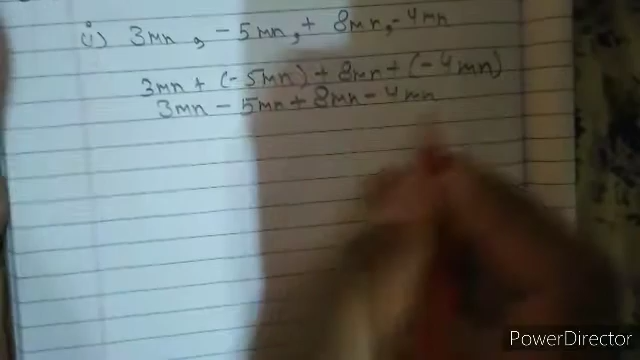 (i) 3mn, -5mn, + 8mn, -4mn
3mn + (-5mn) + 8mn + (-4mn)
3mn - 5mn + 8mn - 4mn
PowerDirector